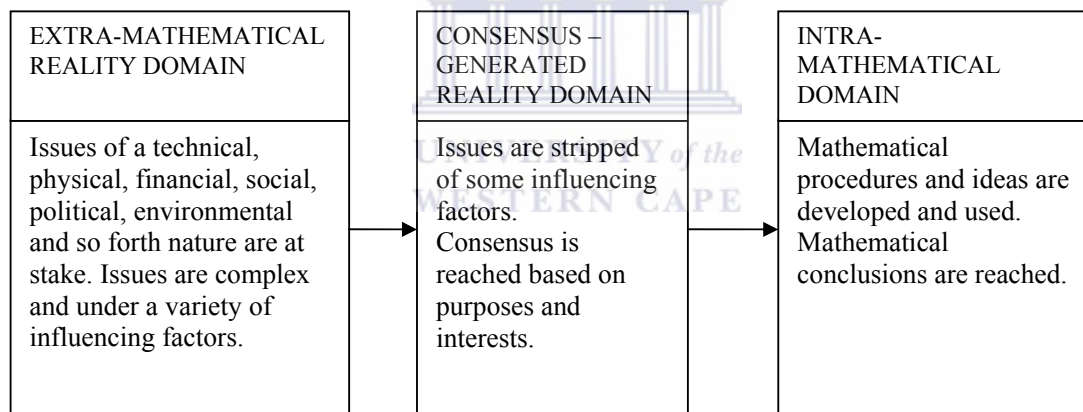 EXTRA-MATHEMATICAL
REALITY DOMAIN
Issues of a technical,
physical, financial, social,
political, environmental
and so forth nature are at
stake. Issues are complex
and under a variety of
influencing factors.
CONSENSUS –
GENERATED
REALITY DOMAIN
Issues are stripped
of some influencing
factors.
Consensus is
reached based on
purposes and
interests.
INTRA-
MATHEMATICAL
DOMAIN
Mathematical
procedures and ideas are
developed and used.
Mathematical
conclusions are reached.
UNIVERSITY of the
WESTERN CAPE